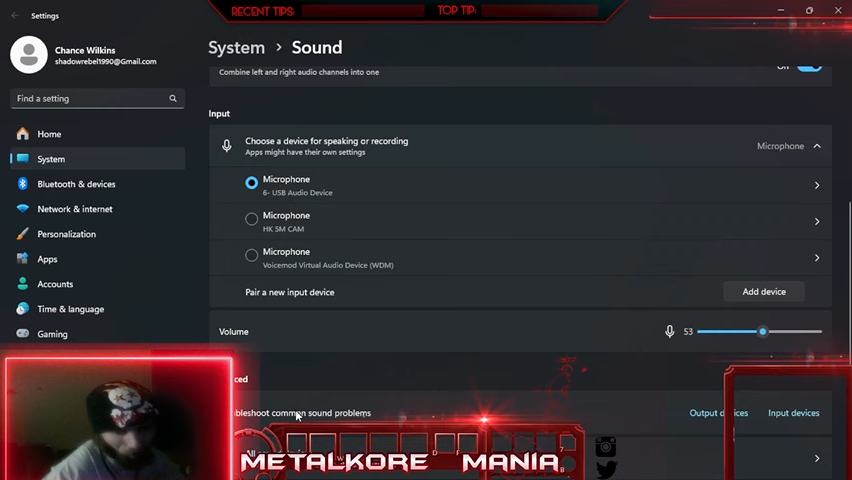 Settings
RECENT TIPS:
TOP TIP:
Chance Wilkins
shadowrebel1990@Gmail.com
System > Sound
Find a setting
Combine left and right audio channels into one
Home
System
Bluetooth & devices
Network & internet
Personalization
Apps
Accounts
Time & language
Gaming
Input
Choose a device for speaking or recording
Apps might have their own settings
Microphone
Microphone
6- USB Audio Device
Microphone
HK 5M CAM
Microphone
Voicemod Virtual Audio Device (WDM)
Pair a new input device
Add device
Volume
53
bleshoot common sound problems
Output devices
Input devices
METALKORE MANIA